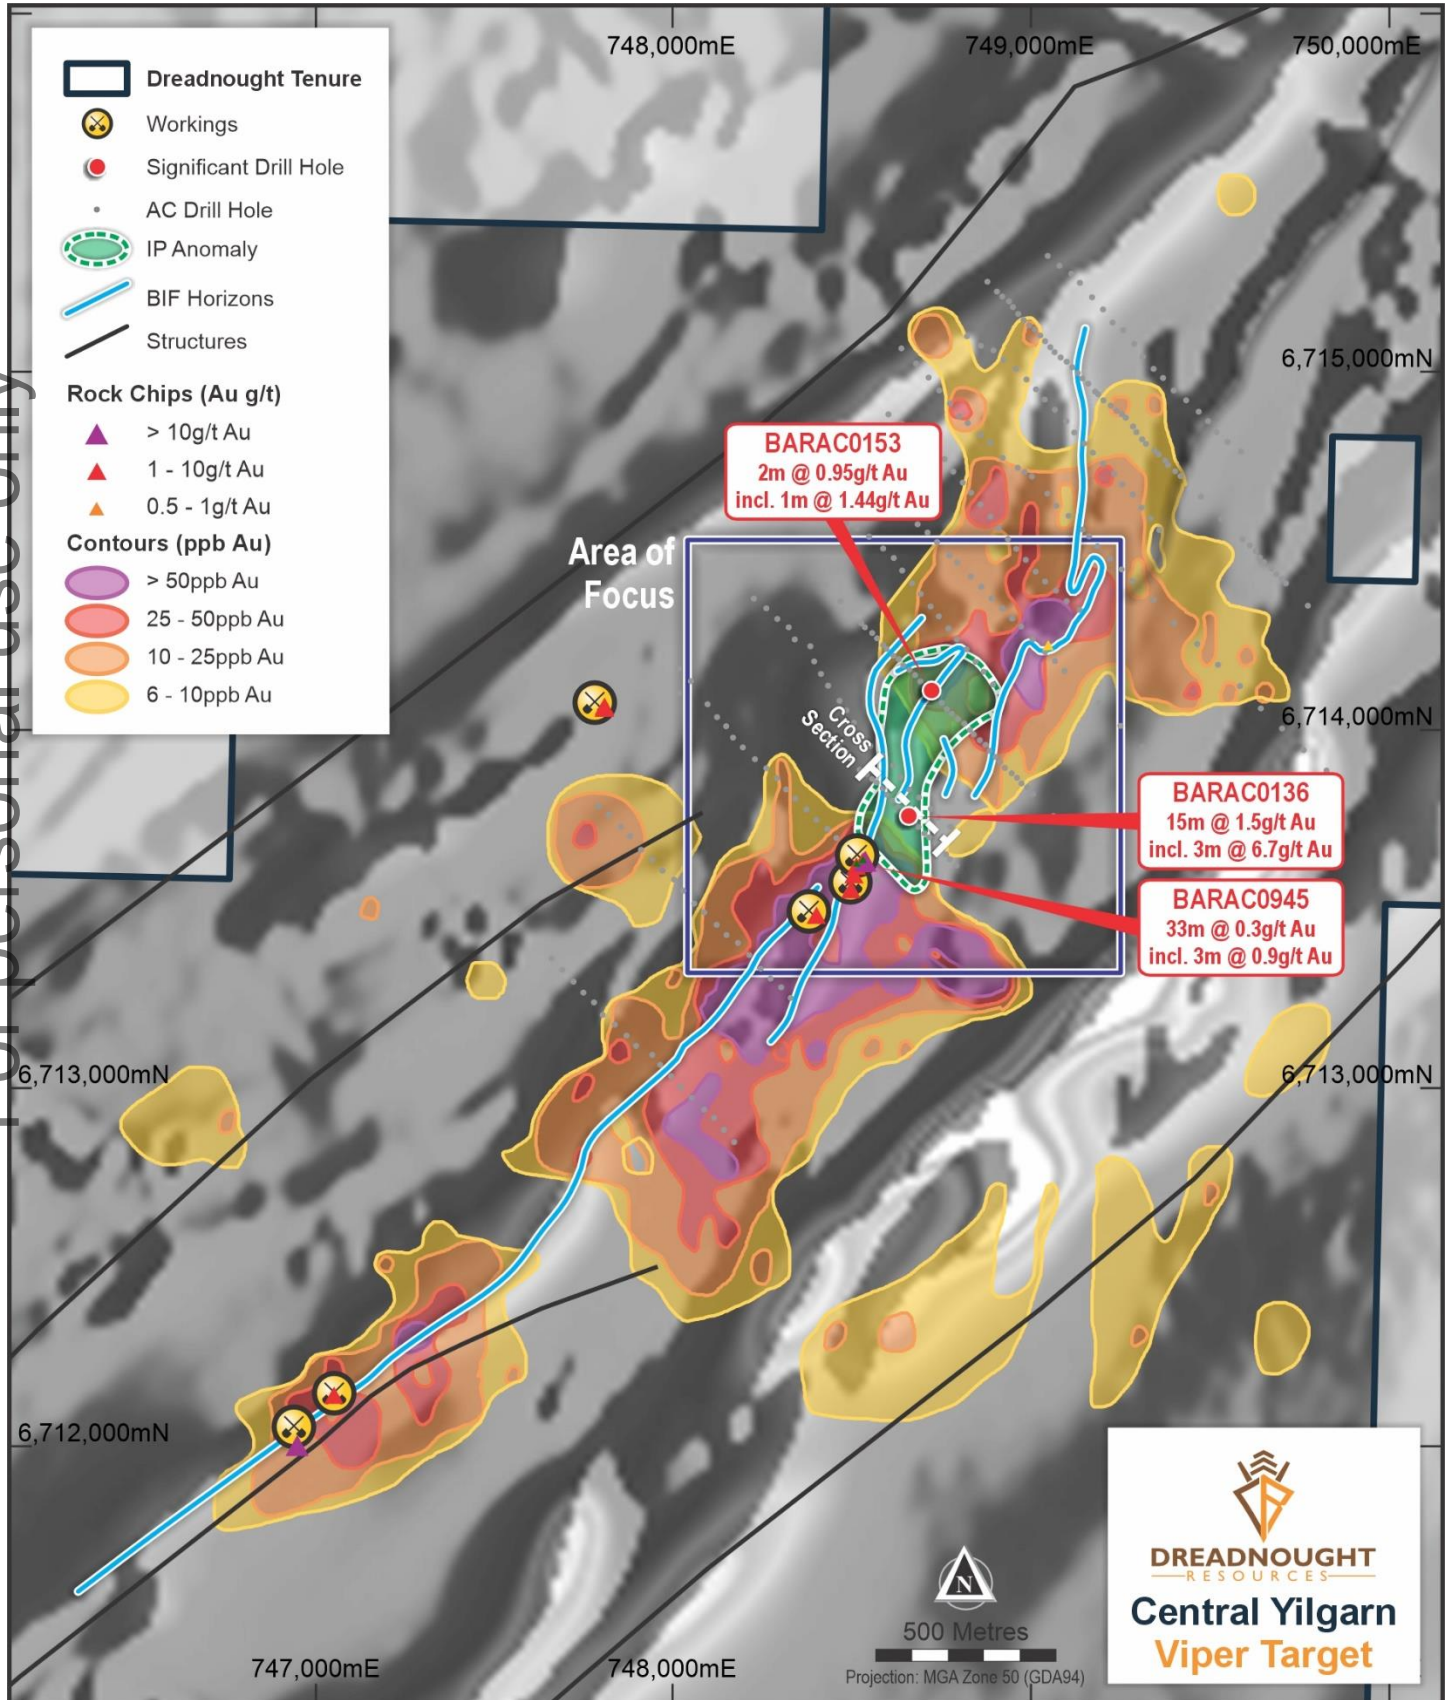 748,000mE
749,000mE
750,000mE
Dreadnought Tenure
Workings
Significant Drill Hole
AC Drill Hole
IP Anomaly
BIF Horizons
Structures
Rock Chips (Au g/t)
> 10g/t Au
1 - 10g/t Au
0.5 - 1g/t Au
Contours (ppb Au)
> 50ppb Au
25 - 50ppb Au
10 - 25ppb Au
6 - 10ppb Au
For personal use only
6,715,000mN
BARAC0153
2m @ 0.95g/t Au
incl. 1m @ 1.44g/t Au
Area of
Focus
6,714,000mN
Cross
Section
BARAC0136
15m @ 1.5g/t Au
incl. 3m @ 6.7g/t Au
BARAC0945
33m @ 0.3g/t Au
incl. 3m @ 0.9g/t Au
6,713,000mN
6,713,000mN
6,712,000mN
N
500 Metres
Projection: MGA Zone 50 (GDA94)
747,000mE
748,000mE
DREADNOUGHT
RESOURCES
Central Yilgarn
Viper Target